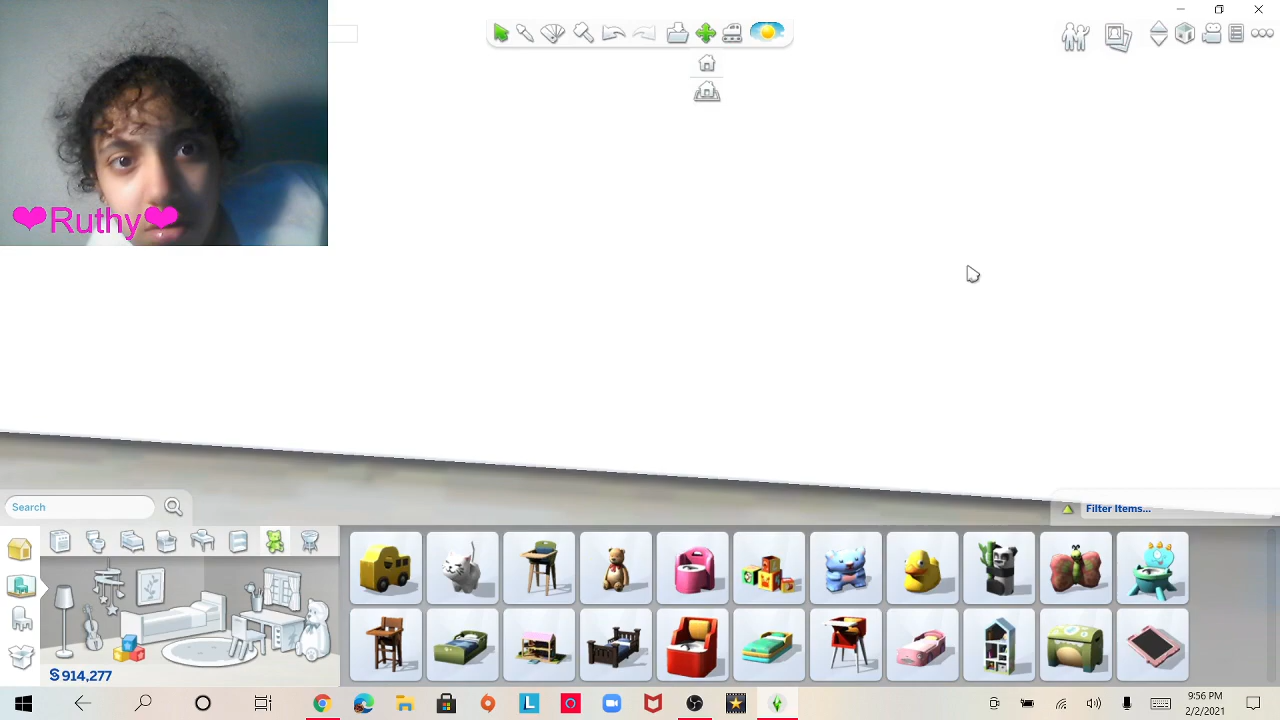 ❤Ruthy❤
Search
Filter Items...
§914,277
L
9:56 PM
2/2/2021